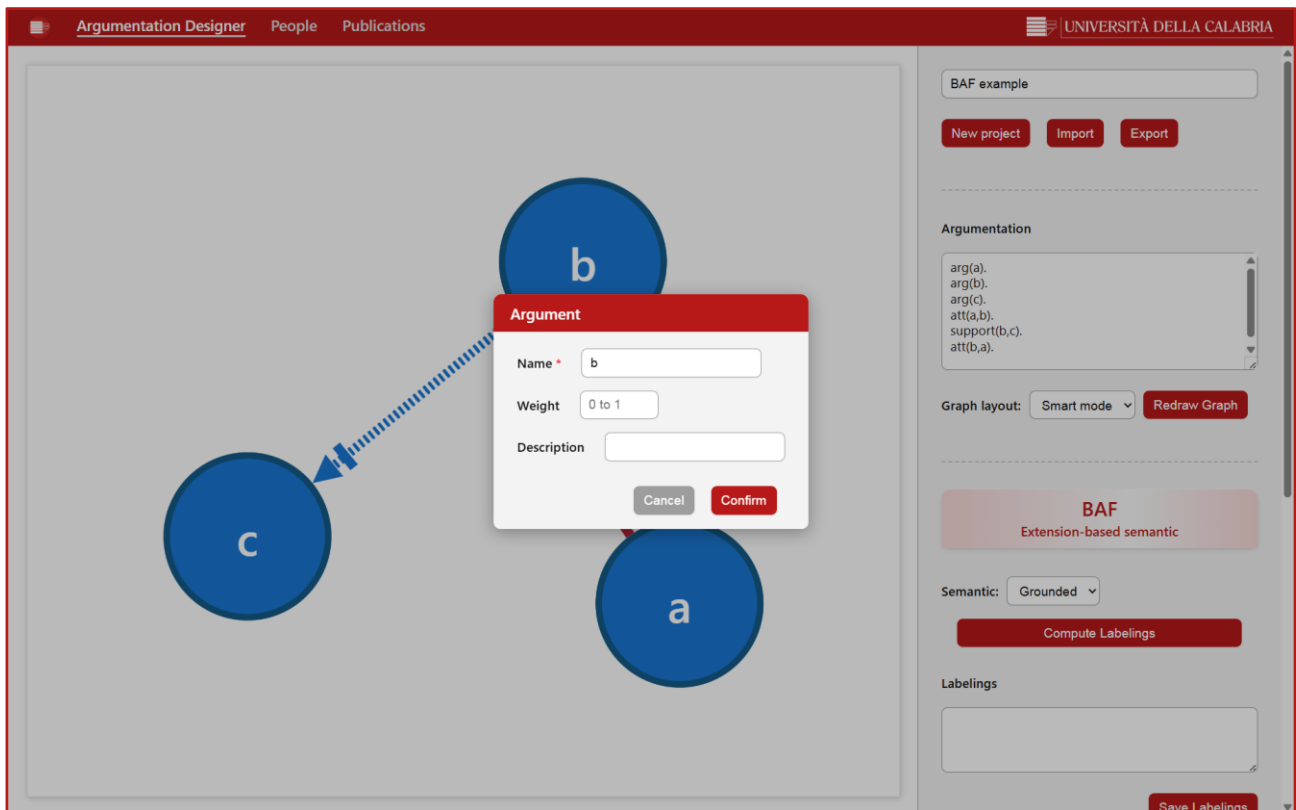 Argumentation Designer People Publications
UNIVERSITÀ DELLA CALABRIA
b
c
a
Argument
Name * b
Weight 0 to 1
Description
Cancel Confirm
BAF example
New project Import Export
Argumentation
arg(a).
arg(b).
arg(c).
att(a,b).
support(b,c).
att(b,a).
Graph layout: Smart mode Redraw Graph
BAF
Extension-based semantic
Semantic: Grounded
Compute Labelings
Labelings
Save Labelings